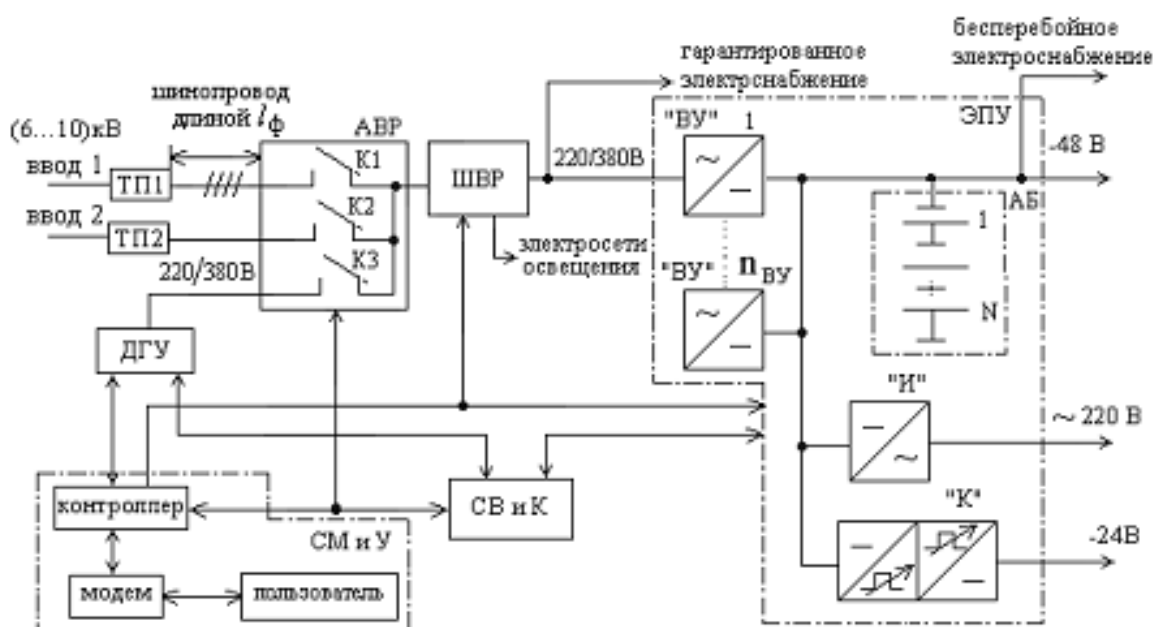 бесперебойное
электроснабжение
гарантированное
электроснабжение
шинопровод
длиной lф
(6...10)кВ
АВР
"ВУ" 1
ЭПУ
-48 В
ввод 1
ТП1
К1
ШВР
220/380В
АБ
1
ввод 2
ТП2
К2
электросети
освещения
"ВУ" nВУ
К3
220/380В
N
ДГУ
"И"
~ 220 В
контроллер
СВ и К
"К"
СМ и У
-24В
модем
пользователь